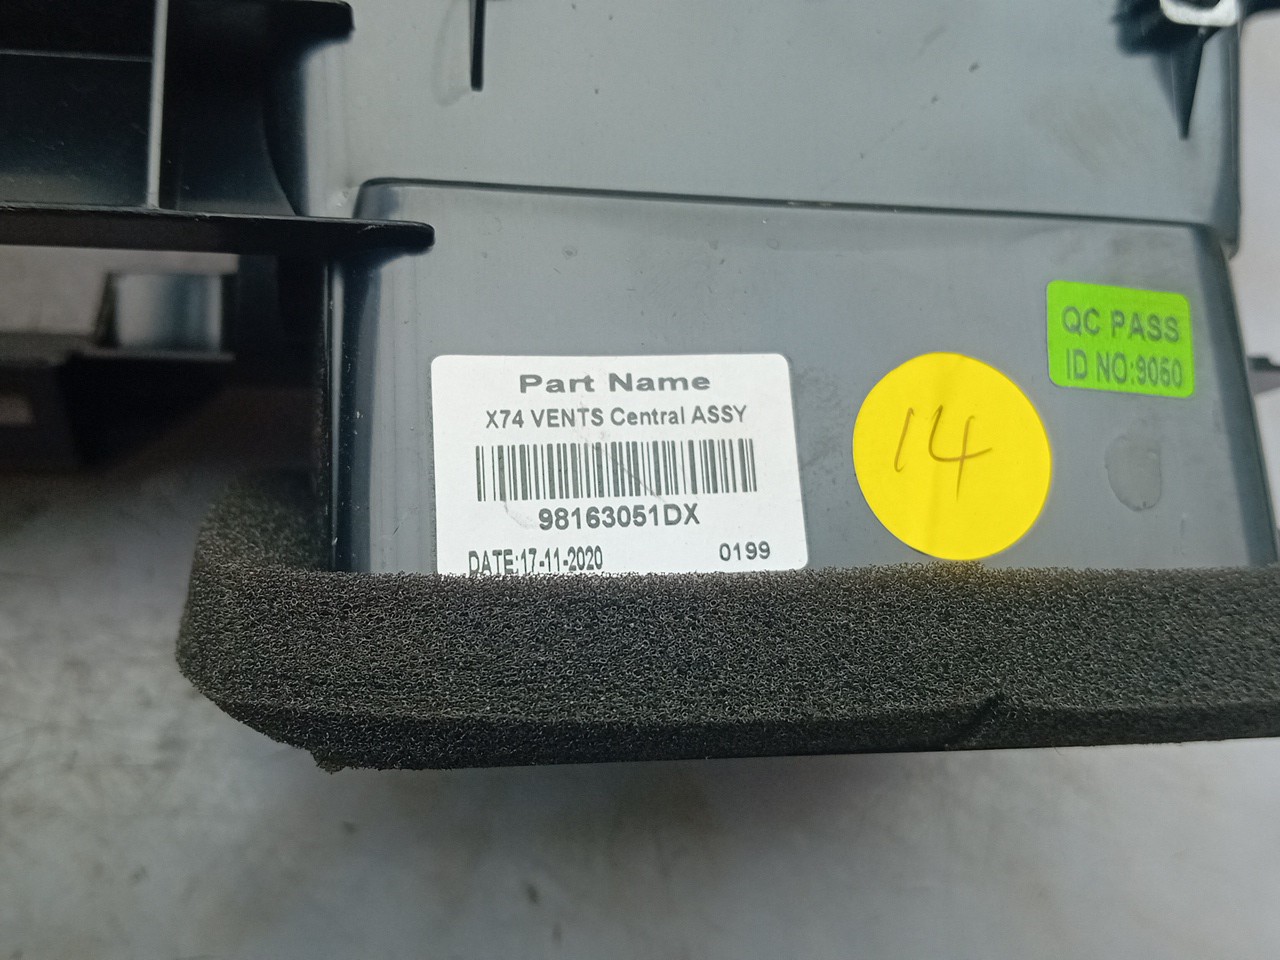 Part Name
X74 VENTS Central ASSY
98163051DX
DATE:17-11-2020 0199
14
QC PASS
ID NO:9060